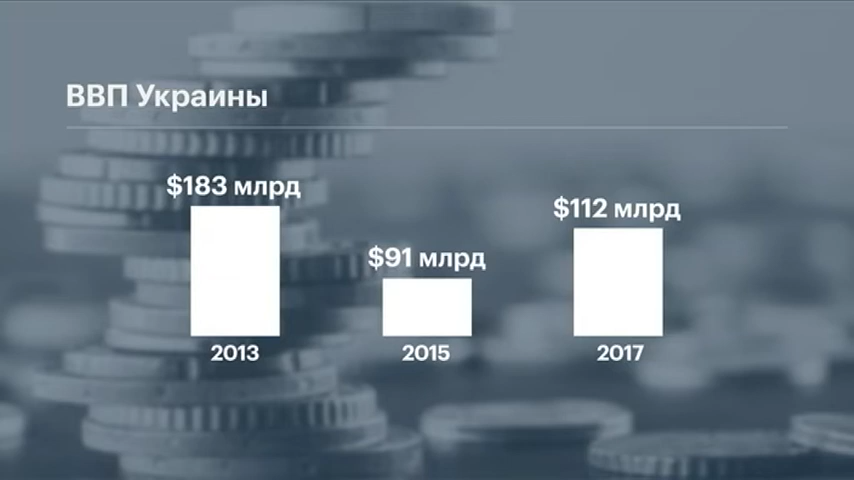 ВВП Украины
$183 млрд
$91 млрд
$112 млрд
2013
2015
2017